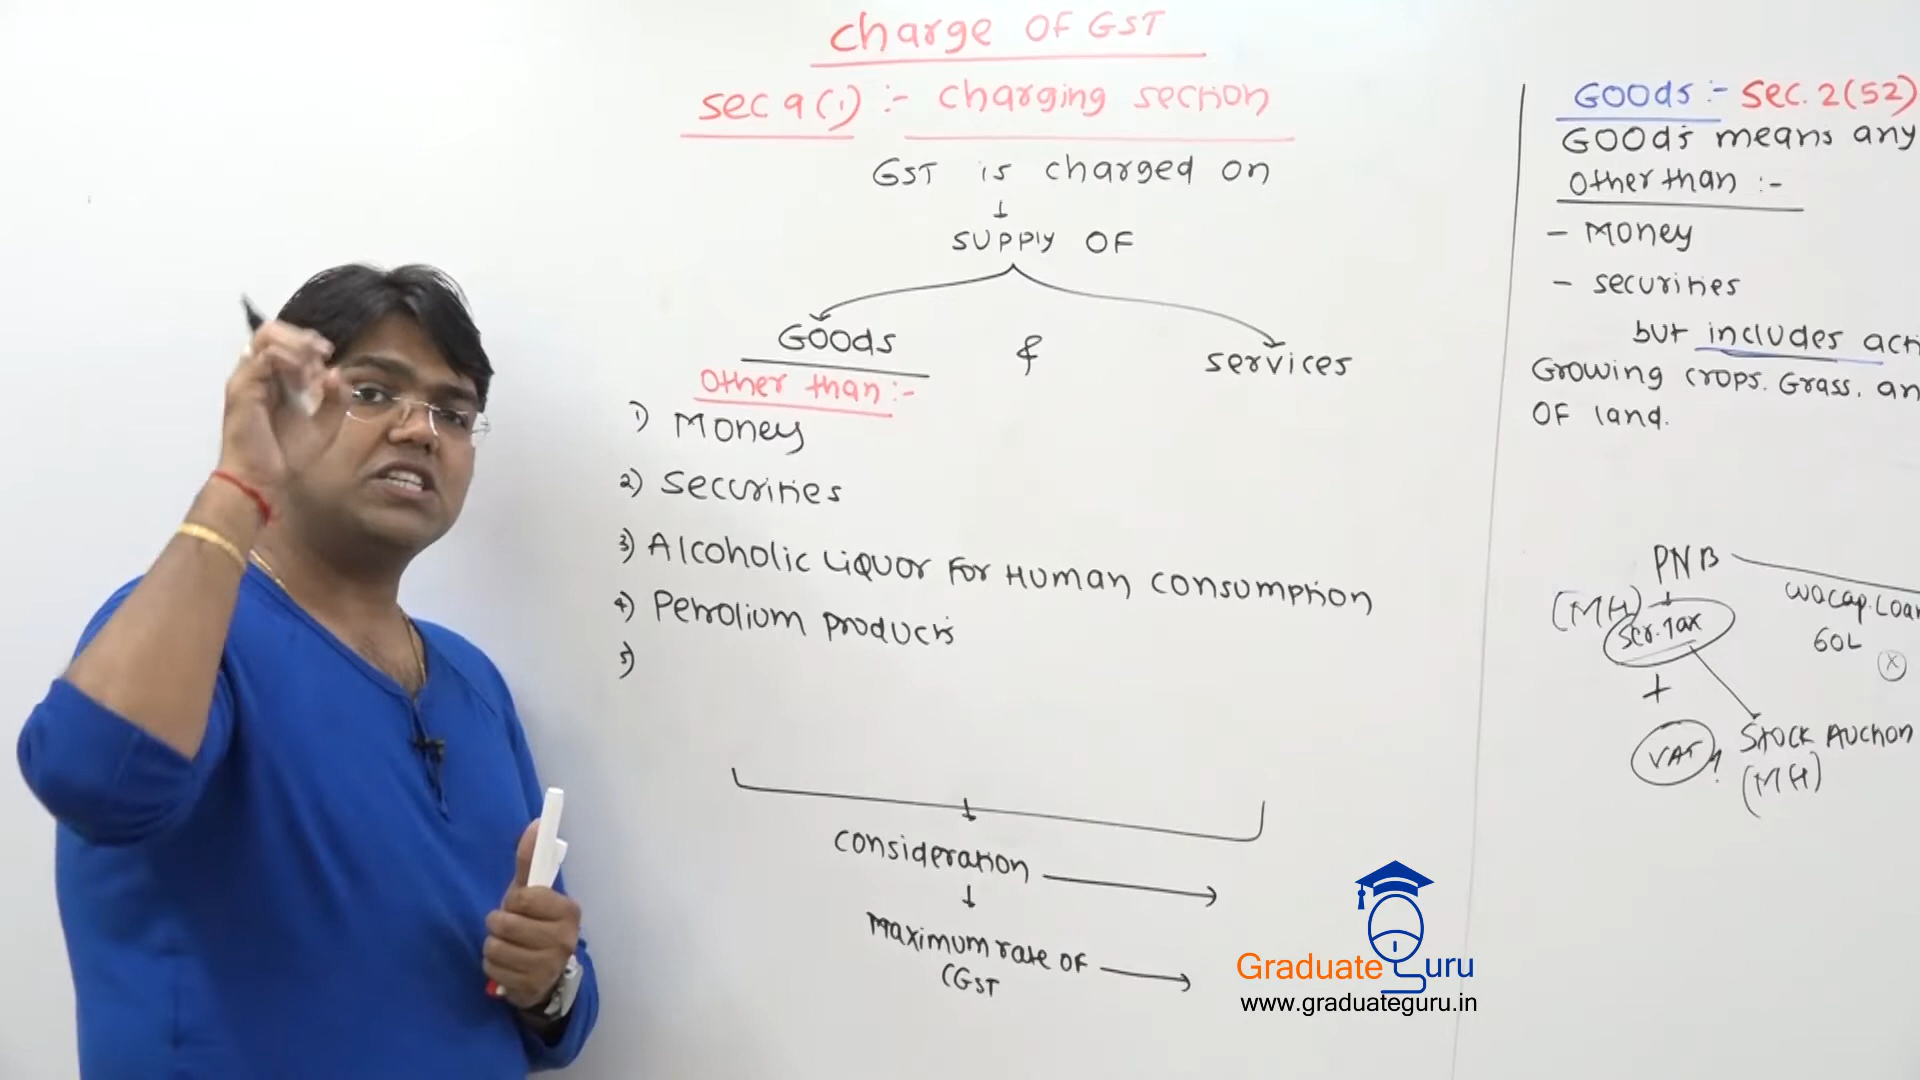 Charge OF GST
Sec 9(1) :- Charging section
GST is charged on
SUPPLY OF
Goods & services
Other than :-
1) Money
2) Securities
3) Alcoholic Liquor For Human Consumption
4) Petrolium products
5)
Consideration
Maximum rate of
CGST
Goods :- Sec. 2(52)
Goods means any
Other than :-
- Money
- securities
but includes acti
Growing crops. Grass. an
OF land.
PNB
(MH)
Ser. Tax
+
VAT ?
Wo Cap. Loan
60L
X
Stock Auction
(MH)
Graduate Guru
www.graduateguru.in